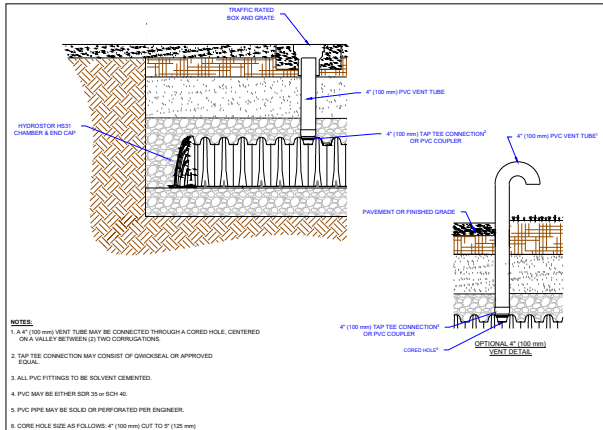 TRAFFIC RATED
BOX AND GRATE
4" (100 mm) PVC VENT TUBE
HYDROSTOR HS31
CHAMBER & END CAP
4" (100 mm) TAP TEE CONNECTION²
OR PVC COUPLER
4" (100 mm) PVC VENT TUBE¹
PAVEMENT OR FINISHED GRADE
4" (100 mm) TAP TEE CONNECTION²
OR PVC COUPLER
CORED HOLE⁶
OPTIONAL 4" (100 mm)
VENT DETAIL
NOTES:
1. A 4" (100 mm) VENT TUBE MAY BE CONNECTED THROUGH A CORED HOLE, CENTERED
ON A VALLEY BETWEEN (2) TWO CORRUGATIONS.
2. TAP TEE CONNECTION MAY CONSIST OF QWICKSEAL OR APPROVED
EQUAL.
3. ALL PVC FITTINGS TO BE SOLVENT CEMENTED.
4. PVC MAY BE EITHER SDR 35 or SCH 40.
5. PVC PIPE MAY BE SOLID OR PERFORATED PER ENGINEER.
6. CORE HOLE SIZE AS FOLLOWS: 4" (100 mm) CUT TO 5" (125 mm)